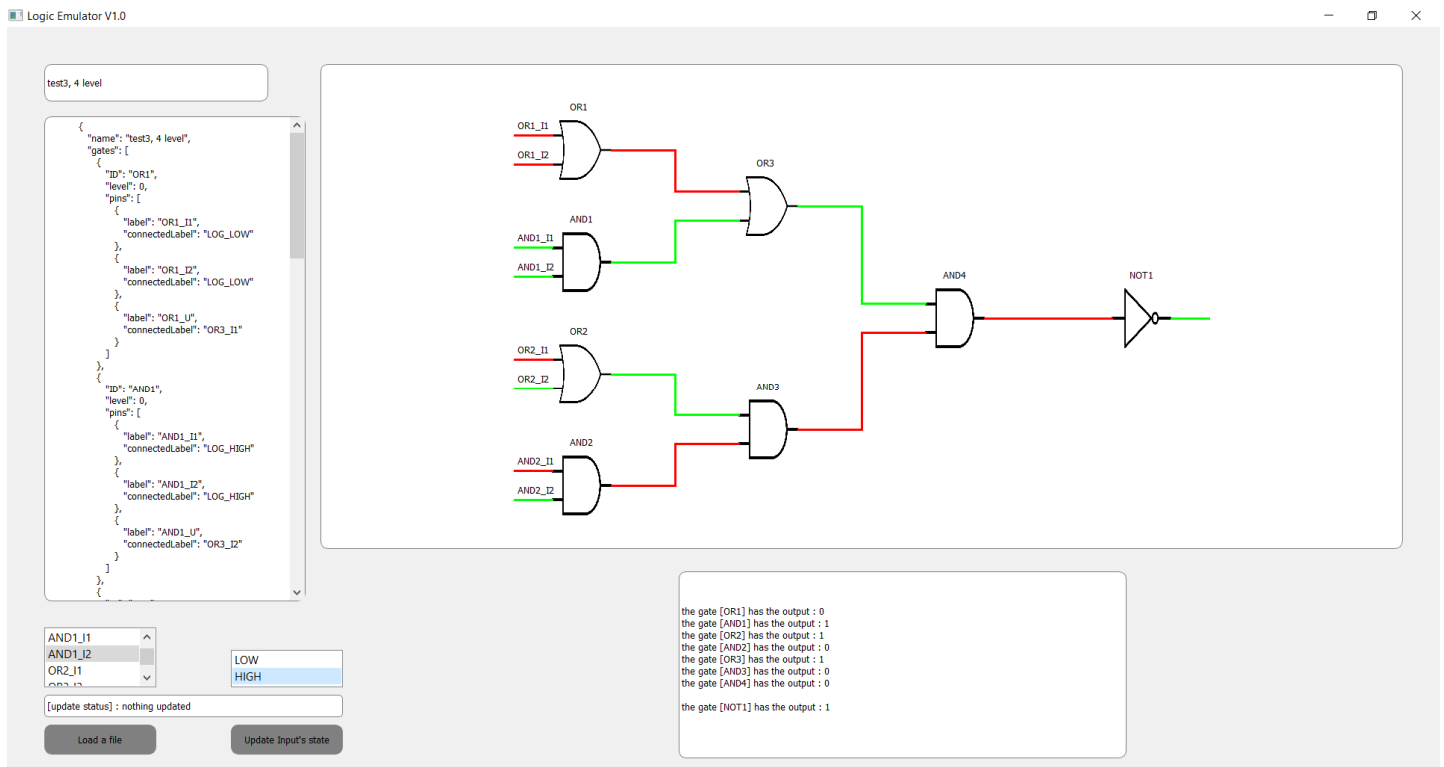 Logic Emulator V1.0
test3, 4 level
{
"name": "test3, 4 level",
"gates": [
{
"ID": "OR1",
"level": 0,
"pins": [
{
"label": "OR1_I1",
"connectedLabel": "LOG_LOW"
},
{
"label": "OR1_I2",
"connectedLabel": "LOG_LOW"
},
{
"label": "OR1_U",
"connectedLabel": "OR3_I1"
}
]
},
{
"ID": "AND1",
"level": 0,
"pins": [
{
"label": "AND1_I1",
"connectedLabel": "LOG_HIGH"
},
{
"label": "AND1_I2",
"connectedLabel": "LOG_HIGH"
},
{
"label": "AND1_U",
"connectedLabel": "OR3_I2"
}
]
},
{
OR1
OR1_I1
OR1_I2
OR3
AND1
AND1_I1
AND1_I2
AND4
NOT1
OR2
OR2_I1
OR2_I2
AND3
AND2
AND2_I1
AND2_I2
AND1_I1
AND1_I2
OR2_I1
LOW
HIGH
[update status] : nothing updated
Load a file
Update Input's state
the gate [OR1] has the output : 0
the gate [AND1] has the output : 1
the gate [OR2] has the output : 1
the gate [AND2] has the output : 0
the gate [OR3] has the output : 1
the gate [AND3] has the output : 0
the gate [AND4] has the output : 0
the gate [NOT1] has the output : 1